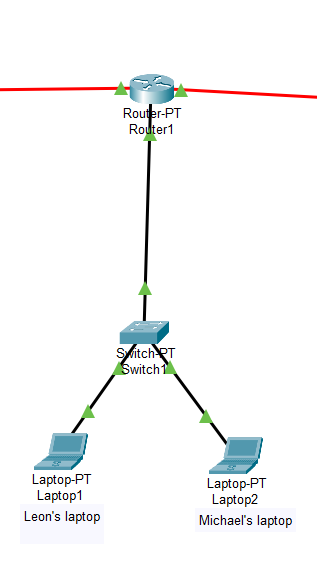 Router-PT
Router1
Switch-PT
Switch1
Laptop-PT
Laptop1
Leon's laptop
Laptop-PT
Laptop2
Michael's laptop